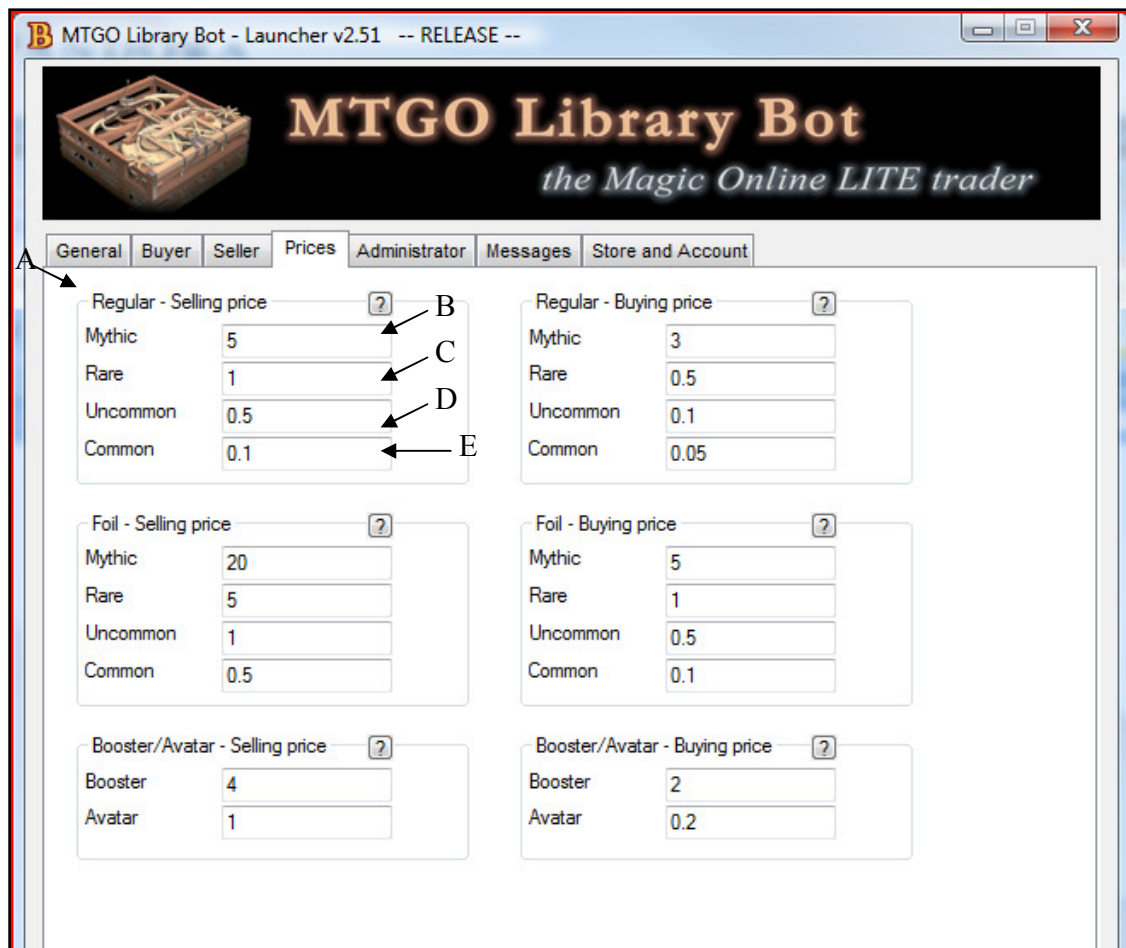 MTGO Library Bot - Launcher v2.51 -- RELEASE --
MTGO Library Bot
the Magic Online LITE trader
General Buyer Seller Prices Administrator Messages Store and Account
A
Regular - Selling price ?
Mythic 5 B
Rare 1 C
Uncommon 0.5 D
Common 0.1 E
Regular - Buying price ?
Mythic 3
Rare 0.5
Uncommon 0.1
Common 0.05
Foil - Selling price ?
Mythic 20
Rare 5
Uncommon 1
Common 0.5
Foil - Buying price ?
Mythic 5
Rare 1
Uncommon 0.5
Common 0.1
Booster/Avatar - Selling price ?
Booster 4
Avatar 1
Booster/Avatar - Buying price ?
Booster 2
Avatar 0.2